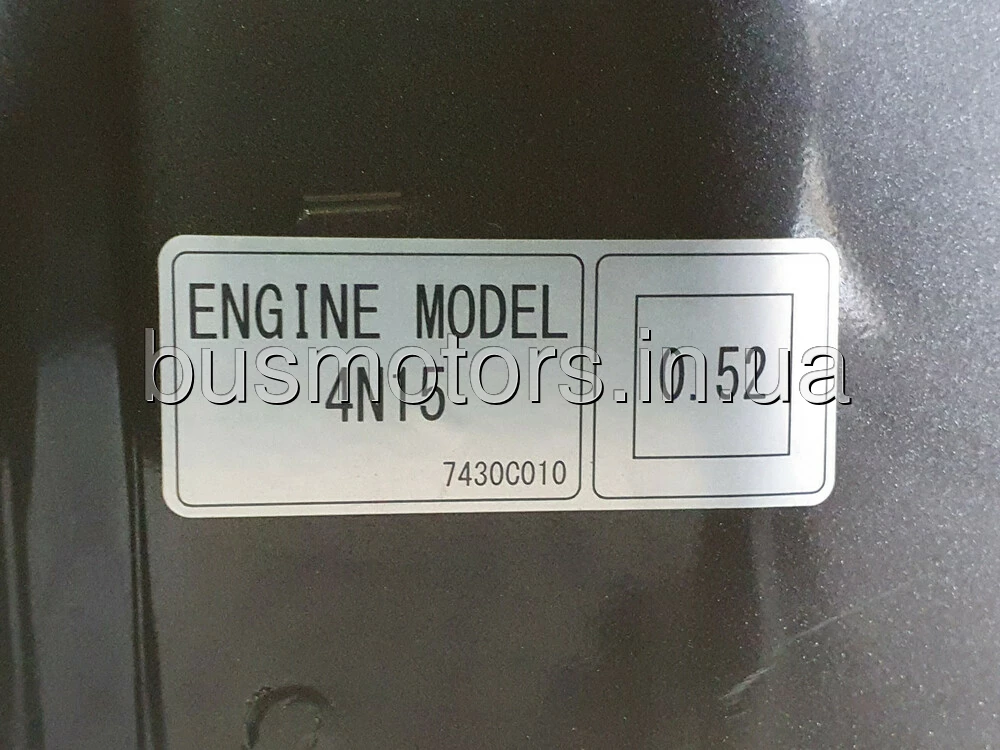 ENGINE MODEL
4N15
7430C010
0.52
busmotors.in.ua